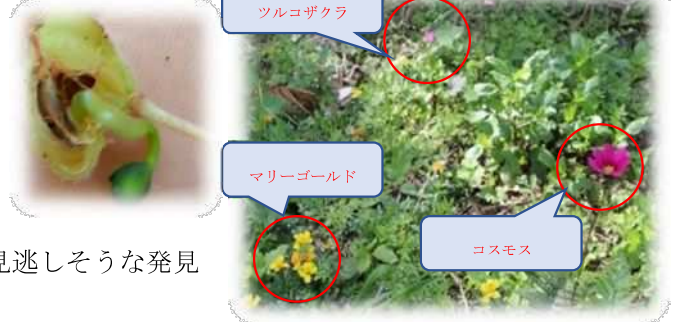 ツルコザクラ
マリーゴールド
コスモス
見逃しそうな発見